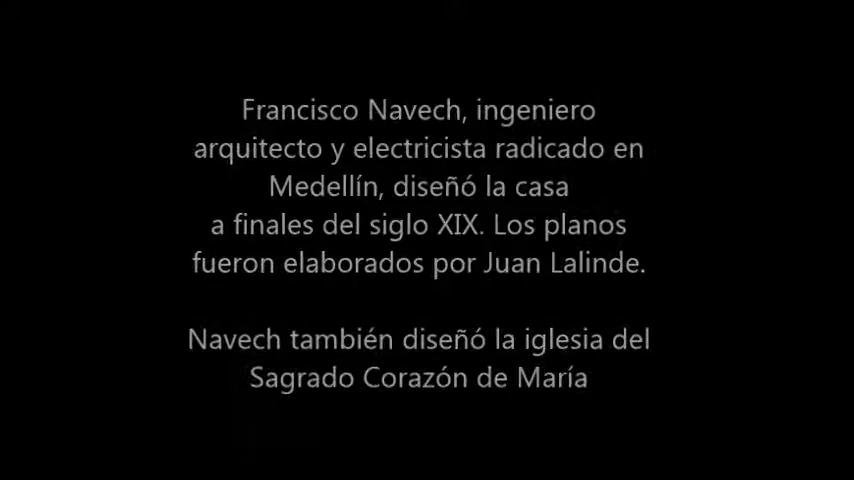 Francisco Navech, ingeniero
arquitecto y electricista radicado en
Medellín, diseñó la casa
a finales del siglo XIX. Los planos
fueron elaborados por Juan Lalinde.
Navech también diseñó la iglesia del
Sagrado Corazón de María